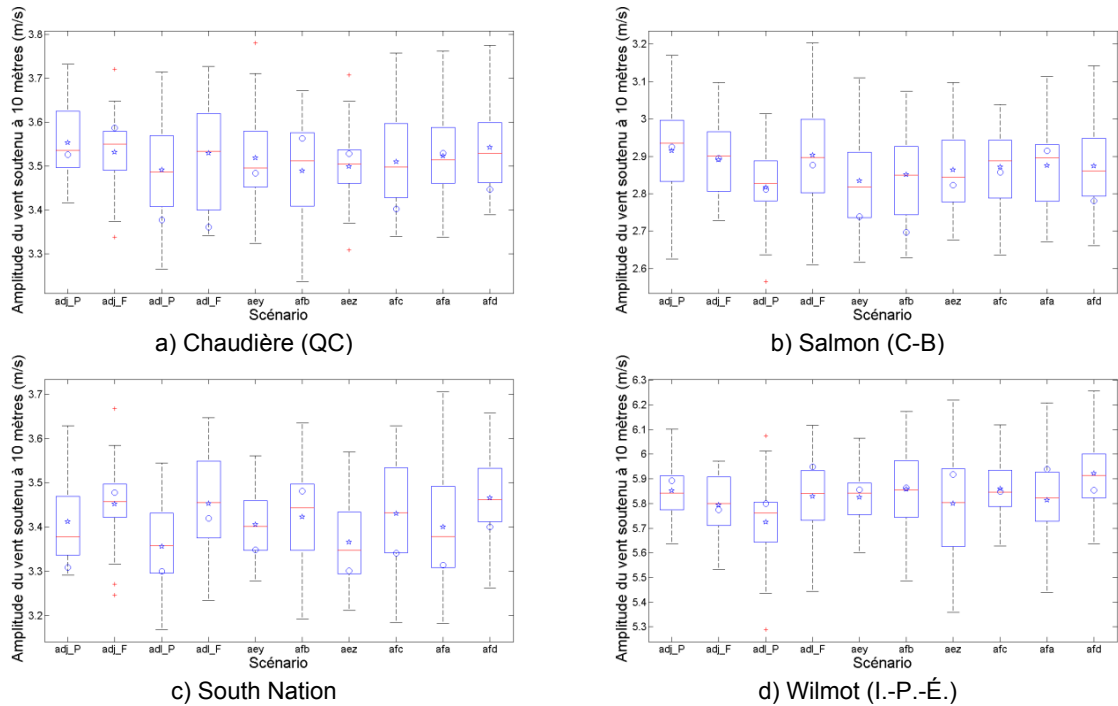 Amplitude du vent soutenu à 10 mètres (m/s)
3.8
3.7
3.6
3.5
3.4
3.3
adj_P adj_F adl_P adl_F aey afb aez afc afa afd
Scénario
a) Chaudière (QC)
Amplitude du vent soutenu à 10 mètres (m/s)
3.2
3.1
3
2.9
2.8
2.7
2.6
adj_P adj_F adl_P adl_F aey afb aez afc afa afd
Scénario
b) Salmon (C-B)
Amplitude du vent soutenu à 10 mètres (m/s)
3.7
3.6
3.5
3.4
3.3
3.2
adj_P adj_F adl_P adl_F aey afb aez afc afa afd
Scénario
c) South Nation
Amplitude du vent soutenu à 10 mètres (m/s)
6.3
6.2
6.1
6
5.9
5.8
5.7
5.6
5.5
5.4
5.3
adj_P adj_F adl_P adl_F aey afb aez afc afa afd
Scénario
d) Wilmot (I.-P.-É.)